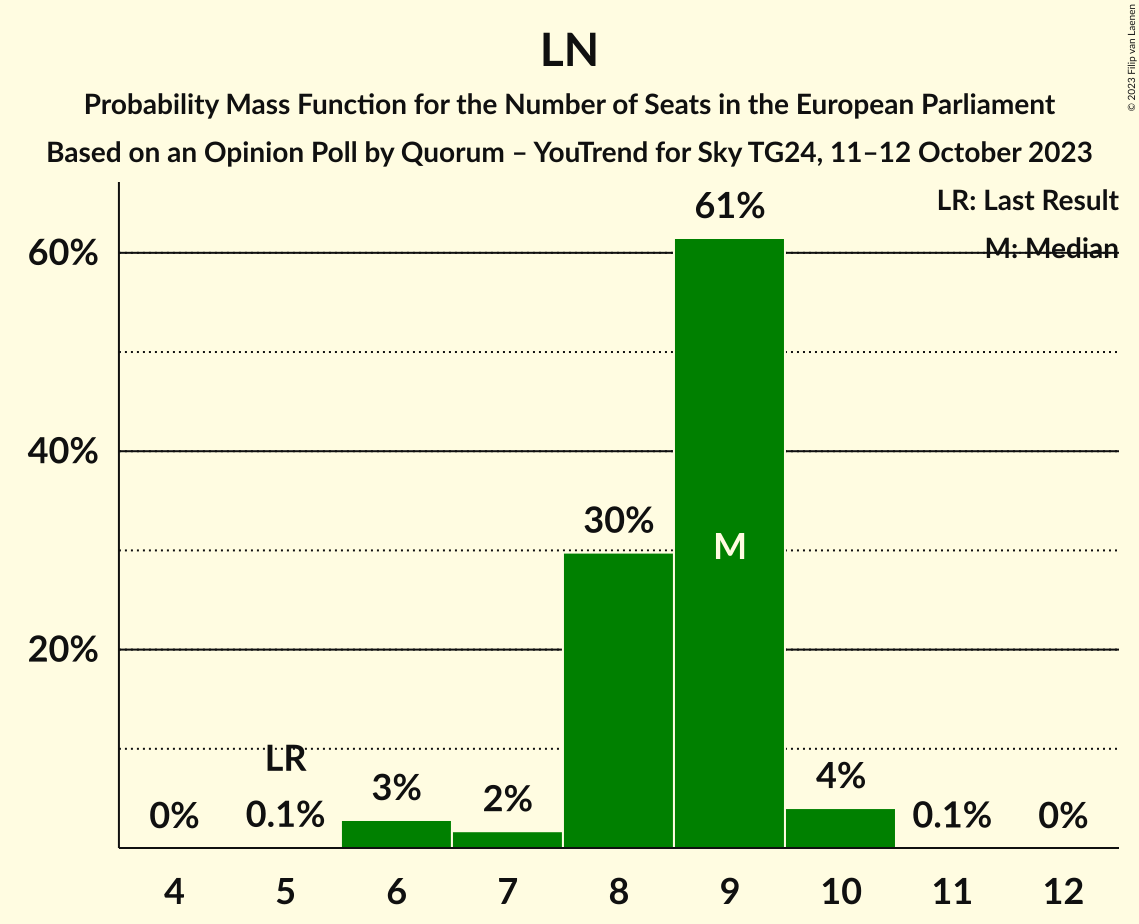 LN
Probability Mass Function for the Number of Seats in the European Parliament
Based on an Opinion Poll by Quorum – YouTrend for Sky TG24, 11–12 October 2023
© 2023 Filip van Laenen
LR: Last Result
M: Median
60%
40%
20%
0%
LR
0.1%
3%
2%
30%
61%
M
4%
0.1%
0%
4 5 6 7 8 9 10 11 12